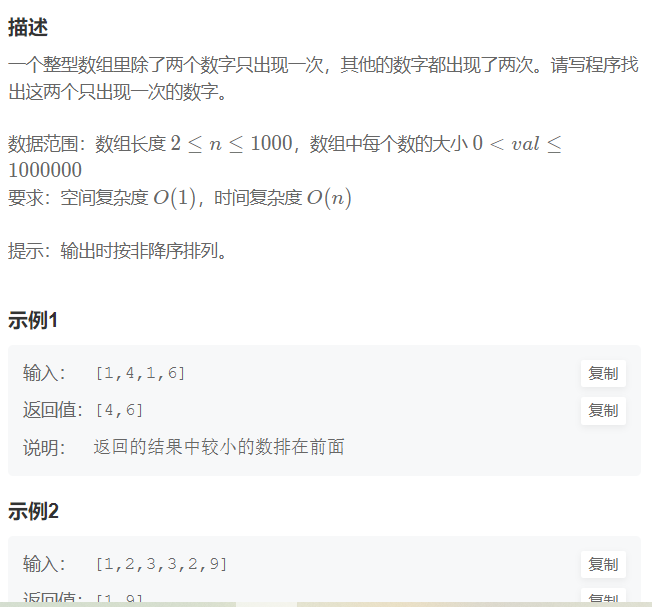 描述
一个整型数组里除了两个数字只出现一次，其他的数字都出现了两次。请写程序找
出这两个只出现一次的数字。
数据范围：数组长度 2 ≤ n ≤ 1000，数组中每个数的大小 0 < val ≤
1000000
要求：空间复杂度 O(1)，时间复杂度 O(n)
提示：输出时按非降序排列。
示例1
输入： [1,4,1,6] 复制
返回值：[4,6] 复制
说明： 返回的结果中较小的数排在前面
示例2
输入： [1,2,3,3,2,9] 复制
返回值：[1,9] 复制